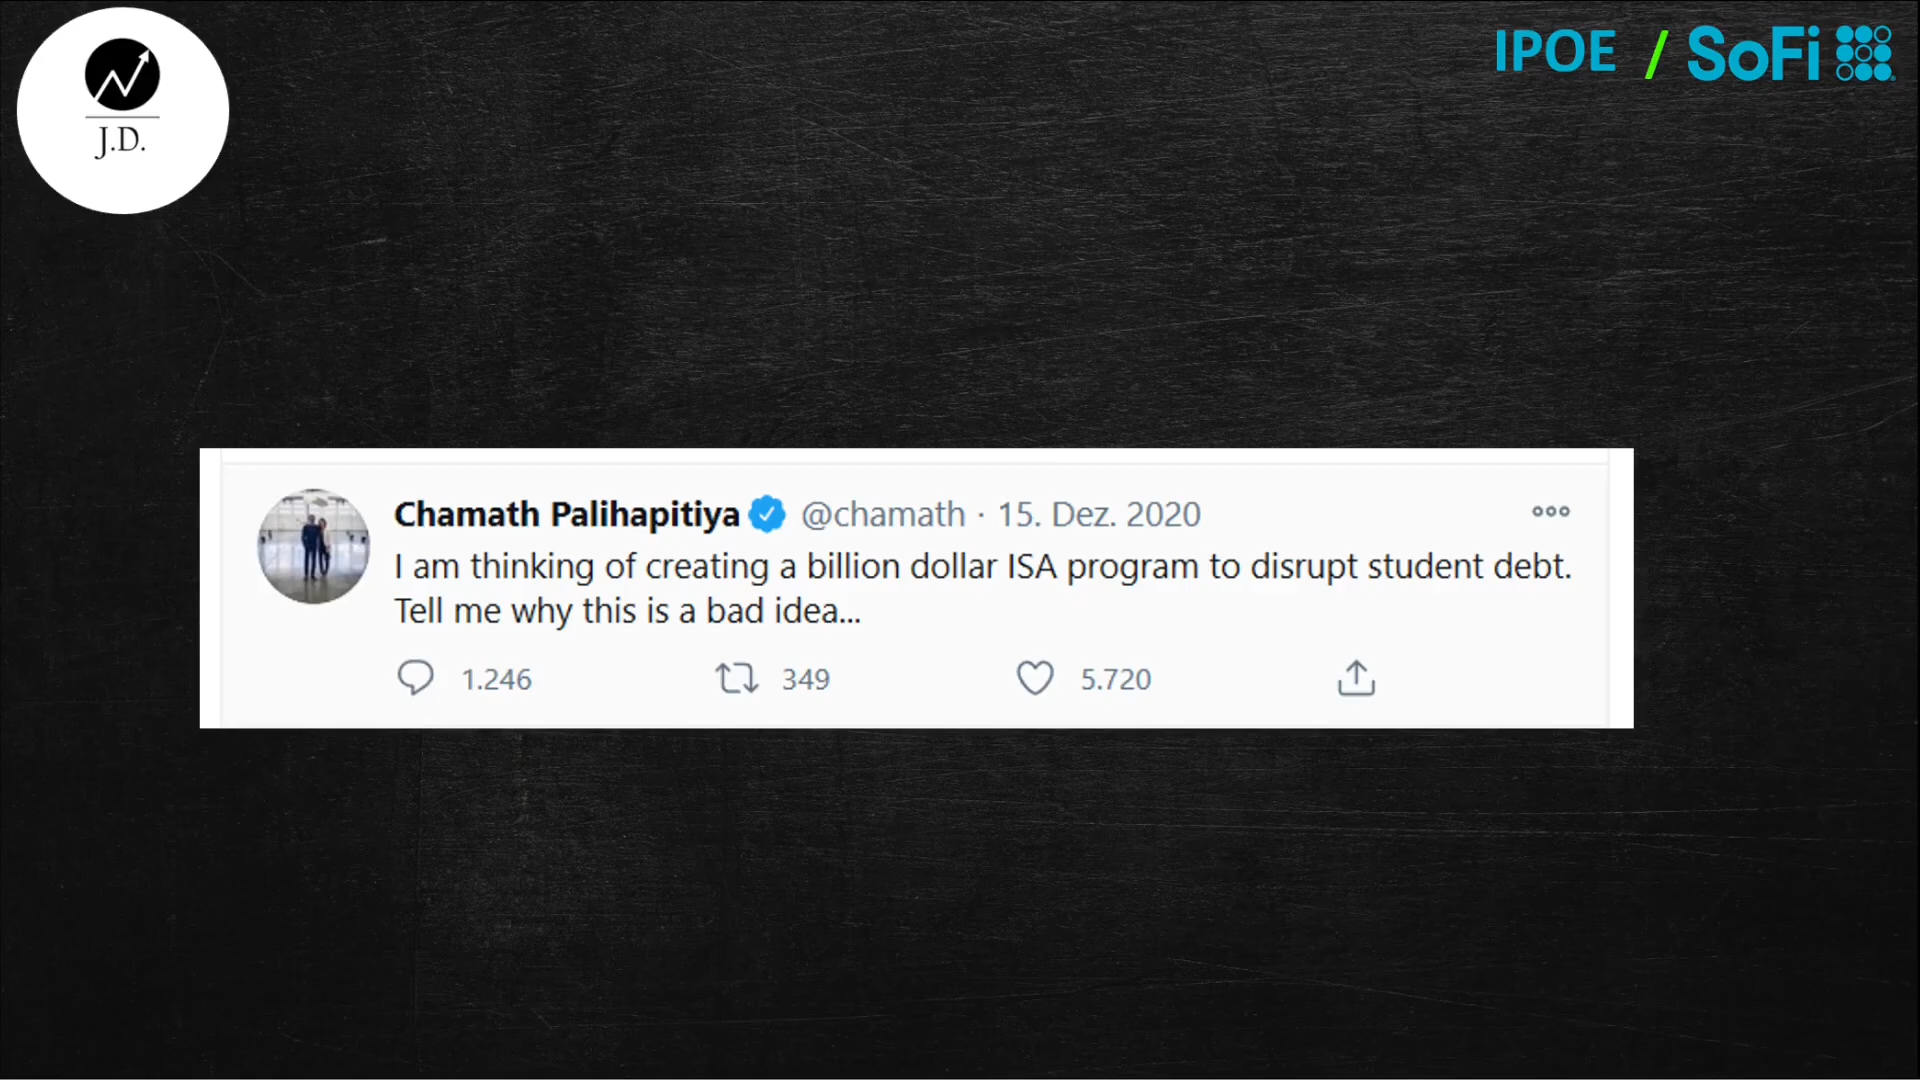 J.D.
IPOE / SoFi
Chamath Palihapitiya @chamath · 15. Dez. 2020
I am thinking of creating a billion dollar ISA program to disrupt student debt.
Tell me why this is a bad idea...
1.246 349 5.720